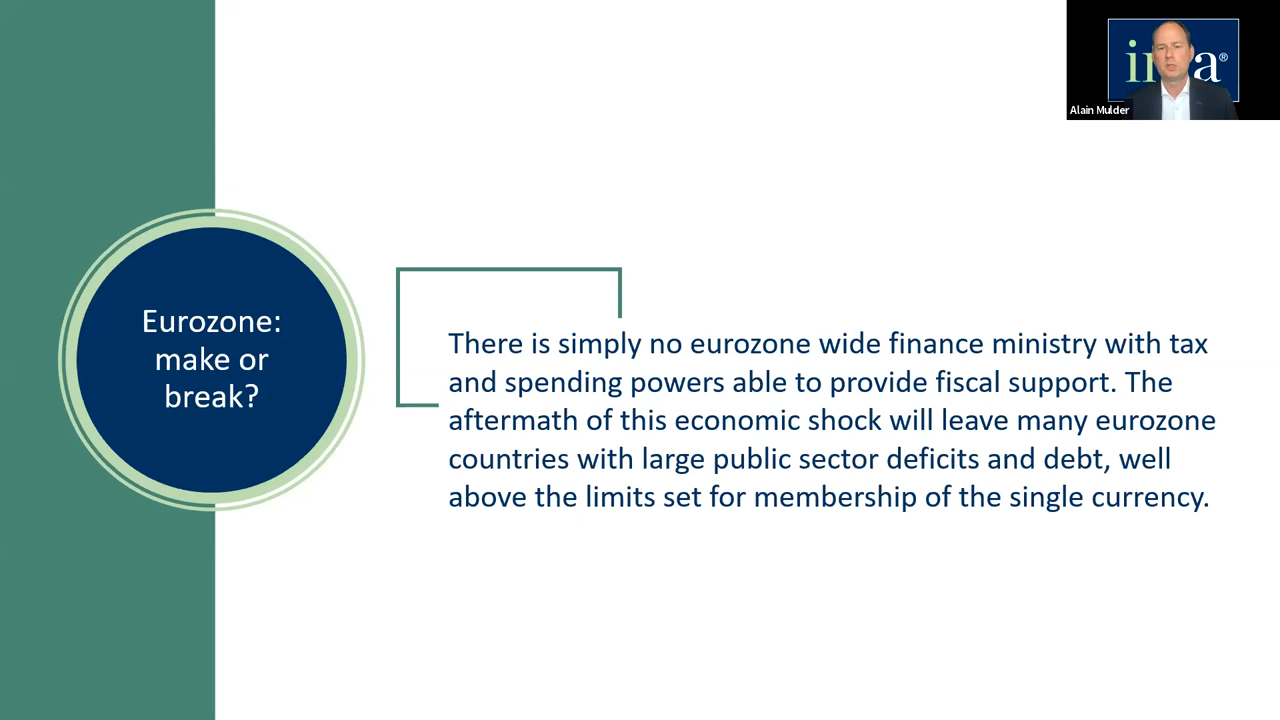 Alain Mulder
Eurozone:
make or
break?
There is simply no eurozone wide finance ministry with tax
and spending powers able to provide fiscal support. The
aftermath of this economic shock will leave many eurozone
countries with large public sector deficits and debt, well
above the limits set for membership of the single currency.